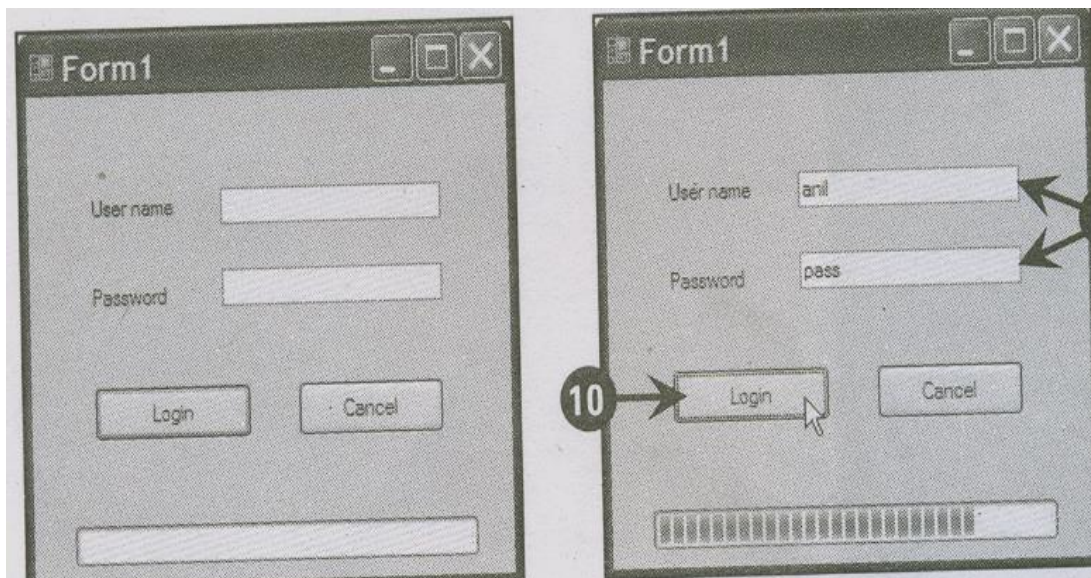 Form1
User name
Password
Login Cancel
Form1
User name anil
Password pass
10 Login Cancel